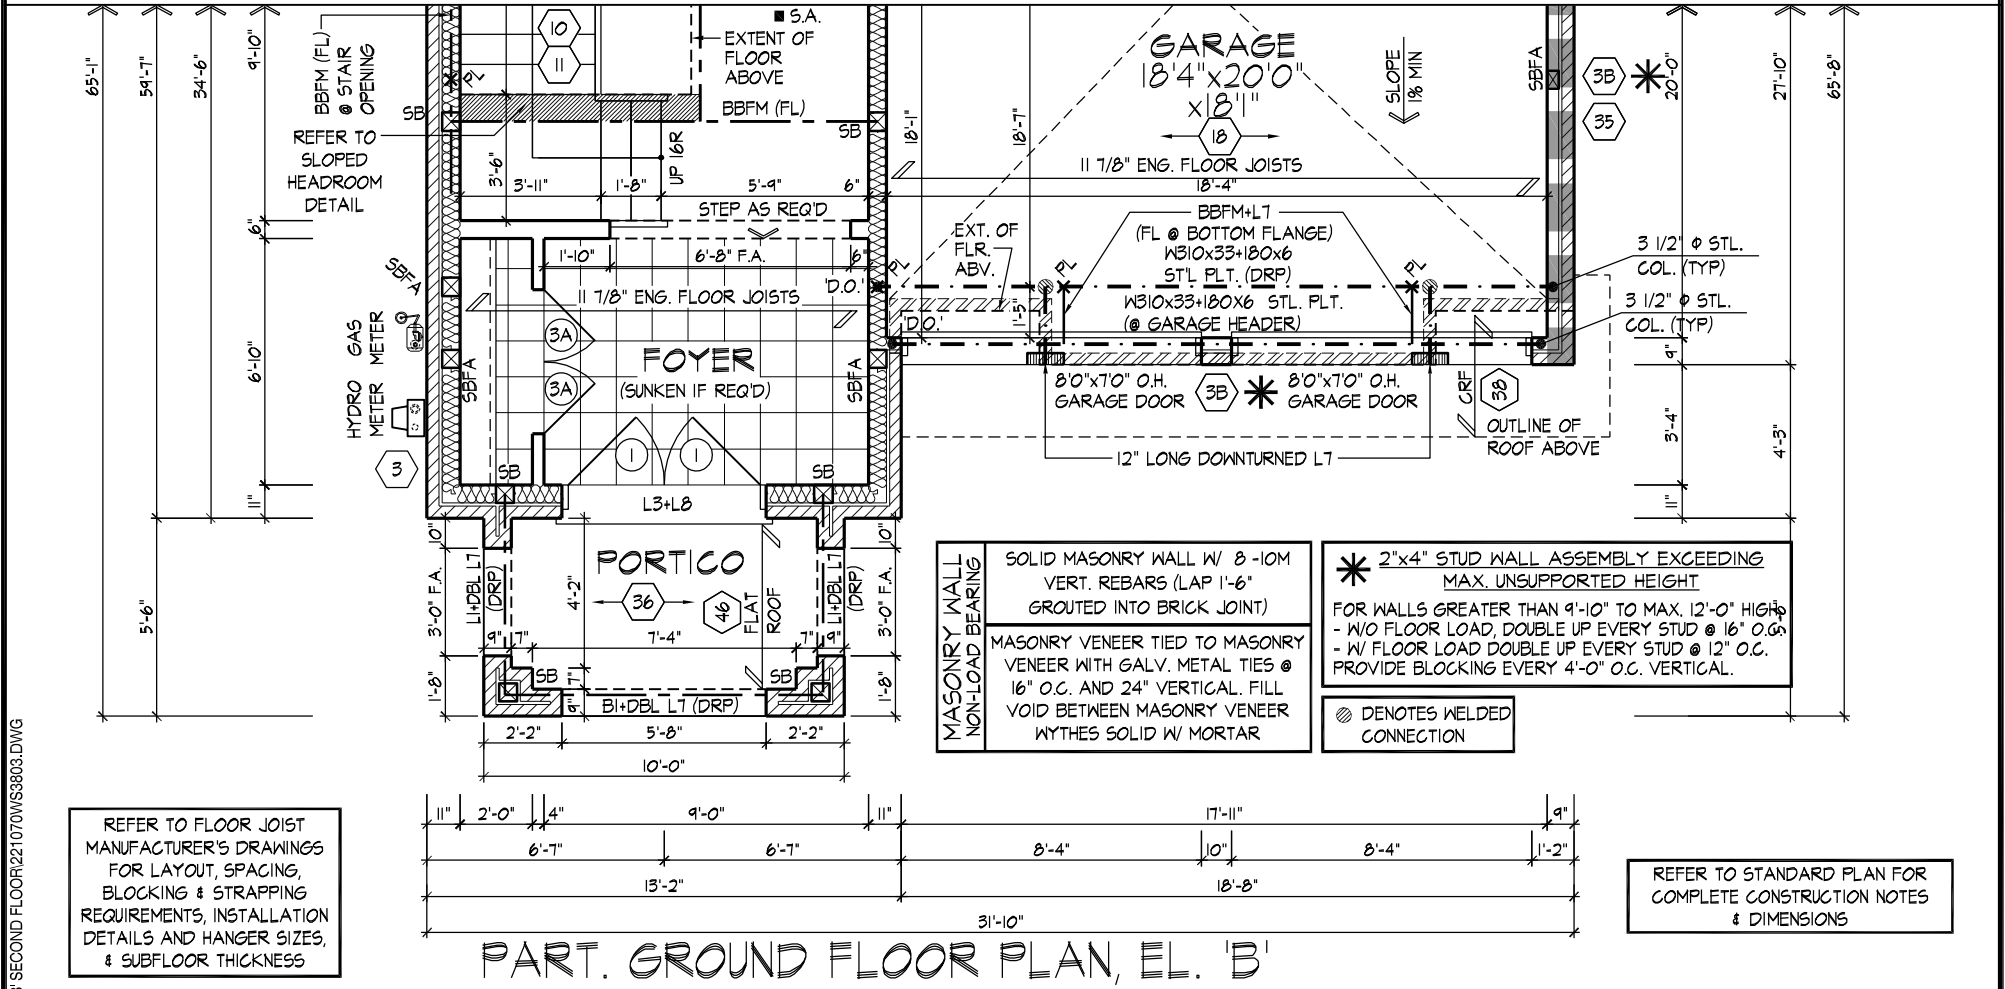 65'-1"
59'-7"
34'-6"
9'-10"
BBFM (FL)
@ STAIR
OPENING
10
11
PL
S.A.
EXTENT OF
FLOOR
ABOVE
BBFM (FL)
SB
SB
REFER TO
SLOPED
HEADROOM
DETAIL
3'-6"
UP 16R
3'-11"
1'-8"
5'-9"
6"
STEP AS REQ'D
GARAGE
18'4"x20'0"
x18'1"
18
11 7/8" ENG. FLOOR JOISTS
18'-4"
18'-1"
18'-7"
SLOPE
1% MIN
SBFA
3B
35
20'-0"
27'-10"
65'-8"
6"
1'-10"
6'-8" F.A.
6"
PL
'D.O.'
SBFA
11 7/8" ENG. FLOOR JOISTS
EXT. OF
FLR.
ABV.
BBFM+L7
(FL @ BOTTOM FLANGE)
W310x33+180x6
ST'L PLT. (DRP)
PL
PL
W310x33+180X6 STL. PLT.
(@ GARAGE HEADER)
1'-5"
'D.O.'
3 1/2" Φ STL.
COL. (TYP)
3 1/2" Φ STL.
COL. (TYP)
9"
GAS
METER
HYDRO
METER
3
6'-10"
SBFA
3A
3A
FOYER
(SUNKEN IF REQ'D)
SBFA
8'0"x7'0" O.H.
GARAGE DOOR
3B
8'0"x7'0" O.H.
GARAGE DOOR
CRF
38
OUTLINE OF
ROOF ABOVE
3'-4"
4'-3"
1
1
SB
SB
12" LONG DOWNTURNED L7
11"
11"
L3+L8
10"
10"
PORTICO
36
46
FLAT
ROOF
4'-2"
3'-0" F.A.
L1+DBL L7
(DRP)
L1+DBL L7
(DRP)
3'-0" F.A.
5'-6"
9"
7"
7'-4"
7"
9"
1'-8"
SB
7"
9"
SB
1'-8"
B1+DBL L7 (DRP)
2'-2"
5'-8"
2'-2"
10'-0"
MASONRY WALL
NON-LOAD BEARING
SOLID MASONRY WALL W/ 8 -10M
VERT. REBARS (LAP 1'-6"
GROUTED INTO BRICK JOINT)
MASONRY VENEER TIED TO MASONRY
VENEER WITH GALV. METAL TIES @
16" O.C. AND 24" VERTICAL. FILL
VOID BETWEEN MASONRY VENEER
WYTHES SOLID W/ MORTAR
2"x4" STUD WALL ASSEMBLY EXCEEDING
MAX. UNSUPPORTED HEIGHT
FOR WALLS GREATER THAN 9'-10" TO MAX. 12'-0" HIGH
- W/O FLOOR LOAD, DOUBLE UP EVERY STUD @ 16" O.C.
- W/ FLOOR LOAD DOUBLE UP EVERY STUD @ 12" O.C.
PROVIDE BLOCKING EVERY 4'-0" O.C. VERTICAL.
DENOTES WELDED
CONNECTION
11"
2'-0"
4"
9'-0"
11"
17'-11"
9"
6'-7"
6'-7"
8'-4"
10"
8'-4"
1'-2"
13'-2"
18'-8"
31'-10"
REFER TO FLOOR JOIST
MANUFACTURER'S DRAWINGS
FOR LAYOUT, SPACING,
BLOCKING & STRAPPING
REQUIREMENTS, INSTALLATION
DETAILS AND HANGER SIZES,
& SUBFLOOR THICKNESS
REFER TO STANDARD PLAN FOR
COMPLETE CONSTRUCTION NOTES
& DIMENSIONS
PART. GROUND FLOOR PLAN, EL. 'B'
SECOND FLOOR\221070\WS3803.DWG